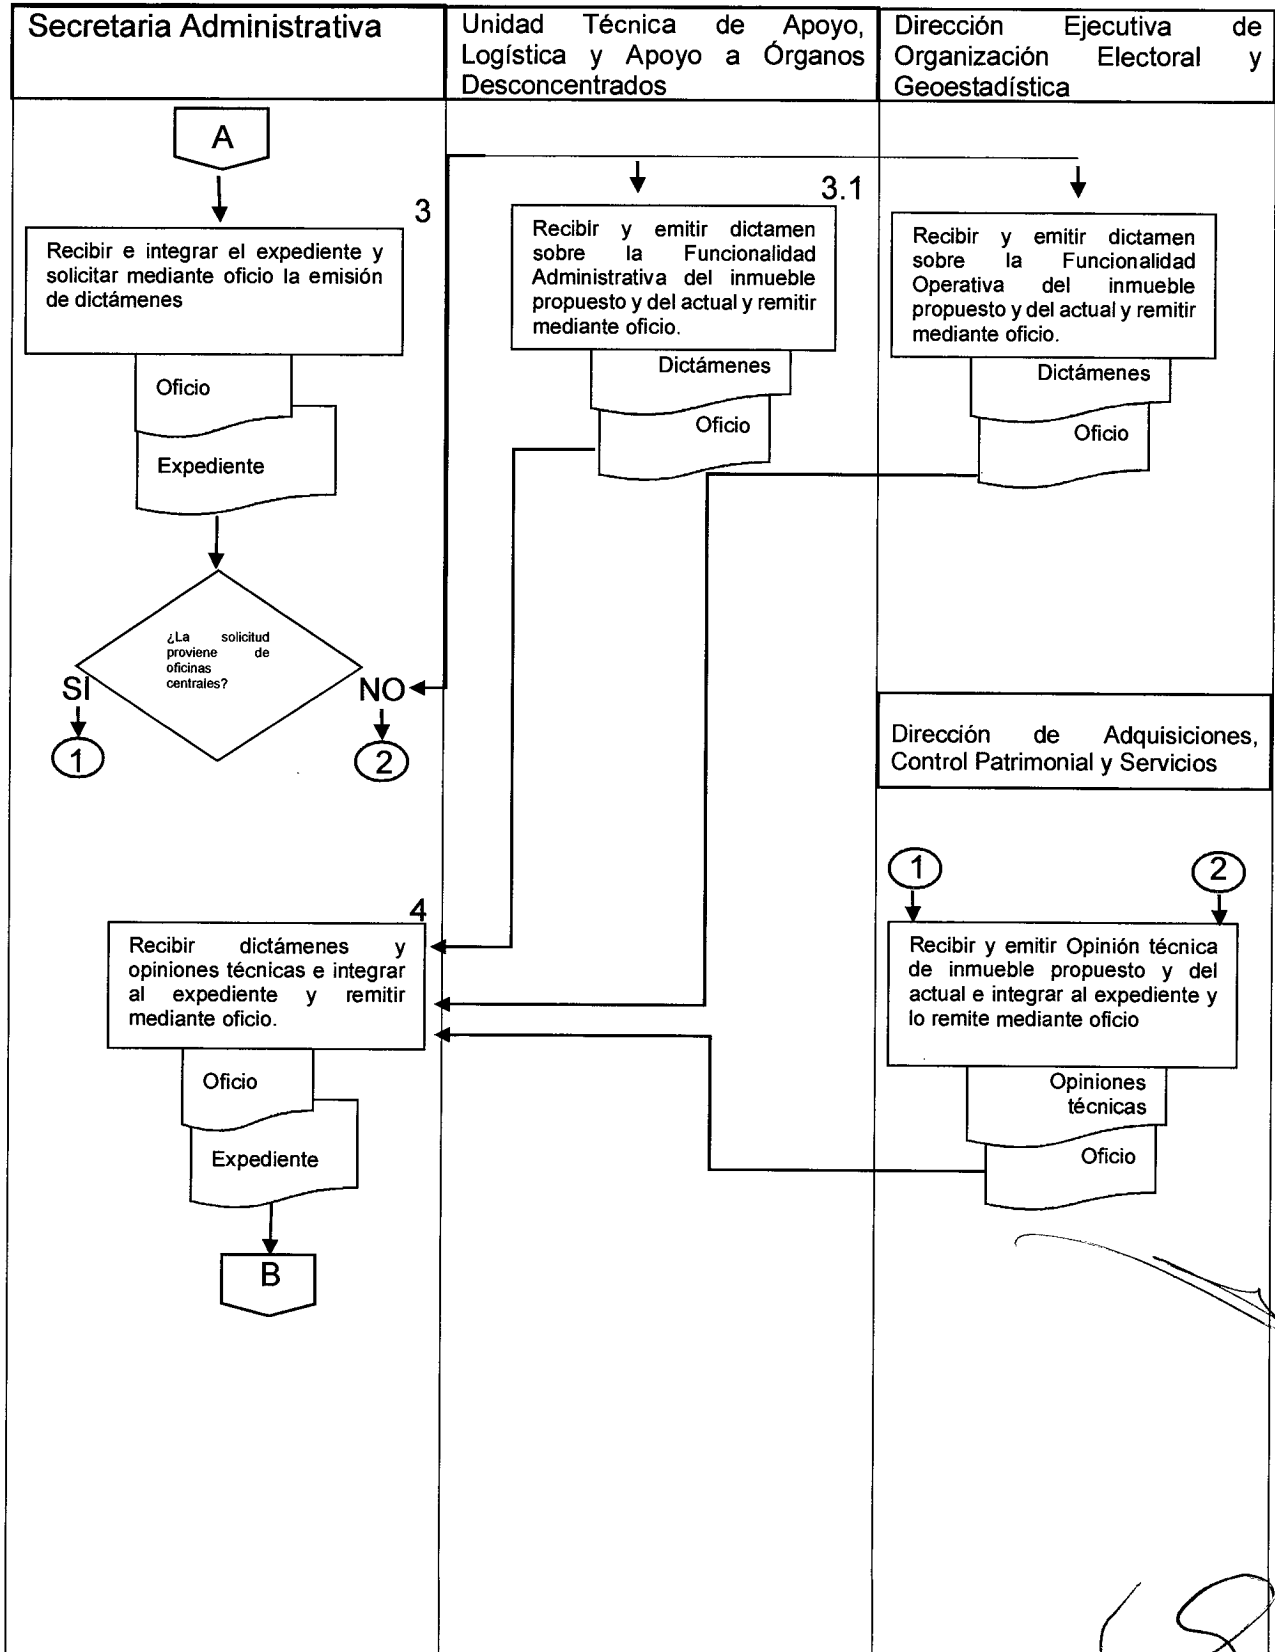 Secretaria Administrativa
Unidad Técnica de Apoyo,
Logística y Apoyo a Órganos
Desconcentrados
Dirección Ejecutiva de
Organización Electoral y
Geoestadística
A
3
Recibir e integrar el expediente y
solicitar mediante oficio la emisión
de dictámenes
Oficio
Expediente
¿La solicitud
proviene de
oficinas
centrales?
SÍ
NO
1
2
3.1
Recibir y emitir dictamen
sobre la Funcionalidad
Administrativa del inmueble
propuesto y del actual y remitir
mediante oficio.
Dictámenes
Oficio
Recibir y emitir dictamen
sobre la Funcionalidad
Operativa del inmueble
propuesto y del actual y remitir
mediante oficio.
Dictámenes
Oficio
Dirección de Adquisiciones,
Control Patrimonial y Servicios
1
2
Recibir y emitir Opinión técnica
de inmueble propuesto y del
actual e integrar al expediente y
lo remite mediante oficio
Opiniones
técnicas
Oficio
4
Recibir dictámenes y
opiniones técnicas e integrar
al expediente y remitir
mediante oficio.
Oficio
Expediente
B